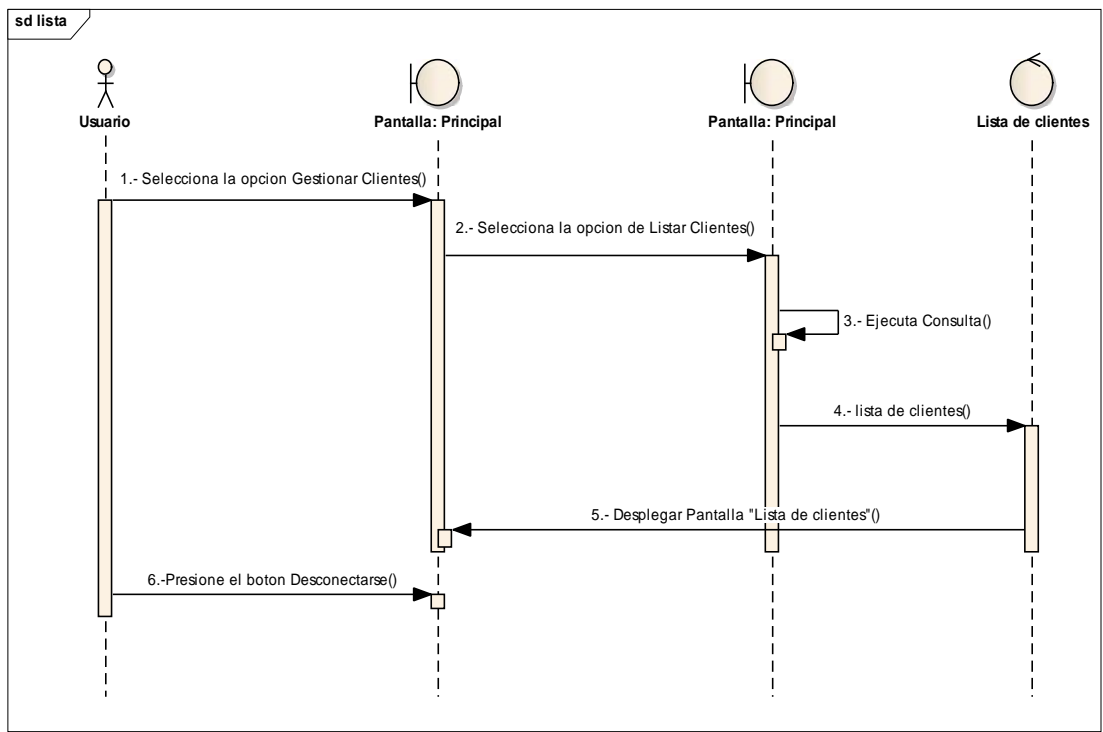 sd lista
Usuario
Pantalla: Principal
Pantalla: Principal
Lista de clientes
1.- Selecciona la opcion Gestionar Clientes()
2.- Selecciona la opcion de Listar Clientes()
3.- Ejecuta Consulta()
4.- lista de clientes()
5.- Desplegar Pantalla "Lista de clientes"()
6.-Presione el boton Desconectarse()